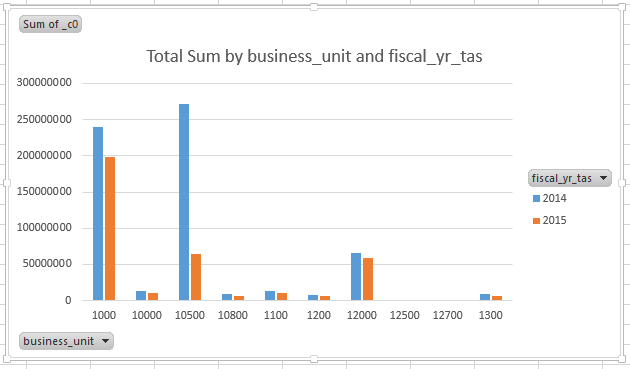 Sum of _c0
Total Sum by business_unit and fiscal_yr_tas
300000000
250000000
200000000
150000000
100000000
50000000
0
1000 10000 10500 10800 1100 1200 12000 12500 12700 1300
fiscal_yr_tas
2014
2015
business_unit